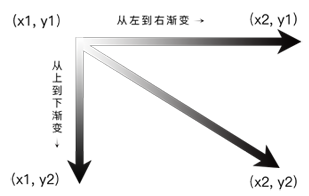 (x1, y1)
从左到右渐变 →
(x2, y1)
从上到下渐变 →
(x1, y2)
(x2, y2)